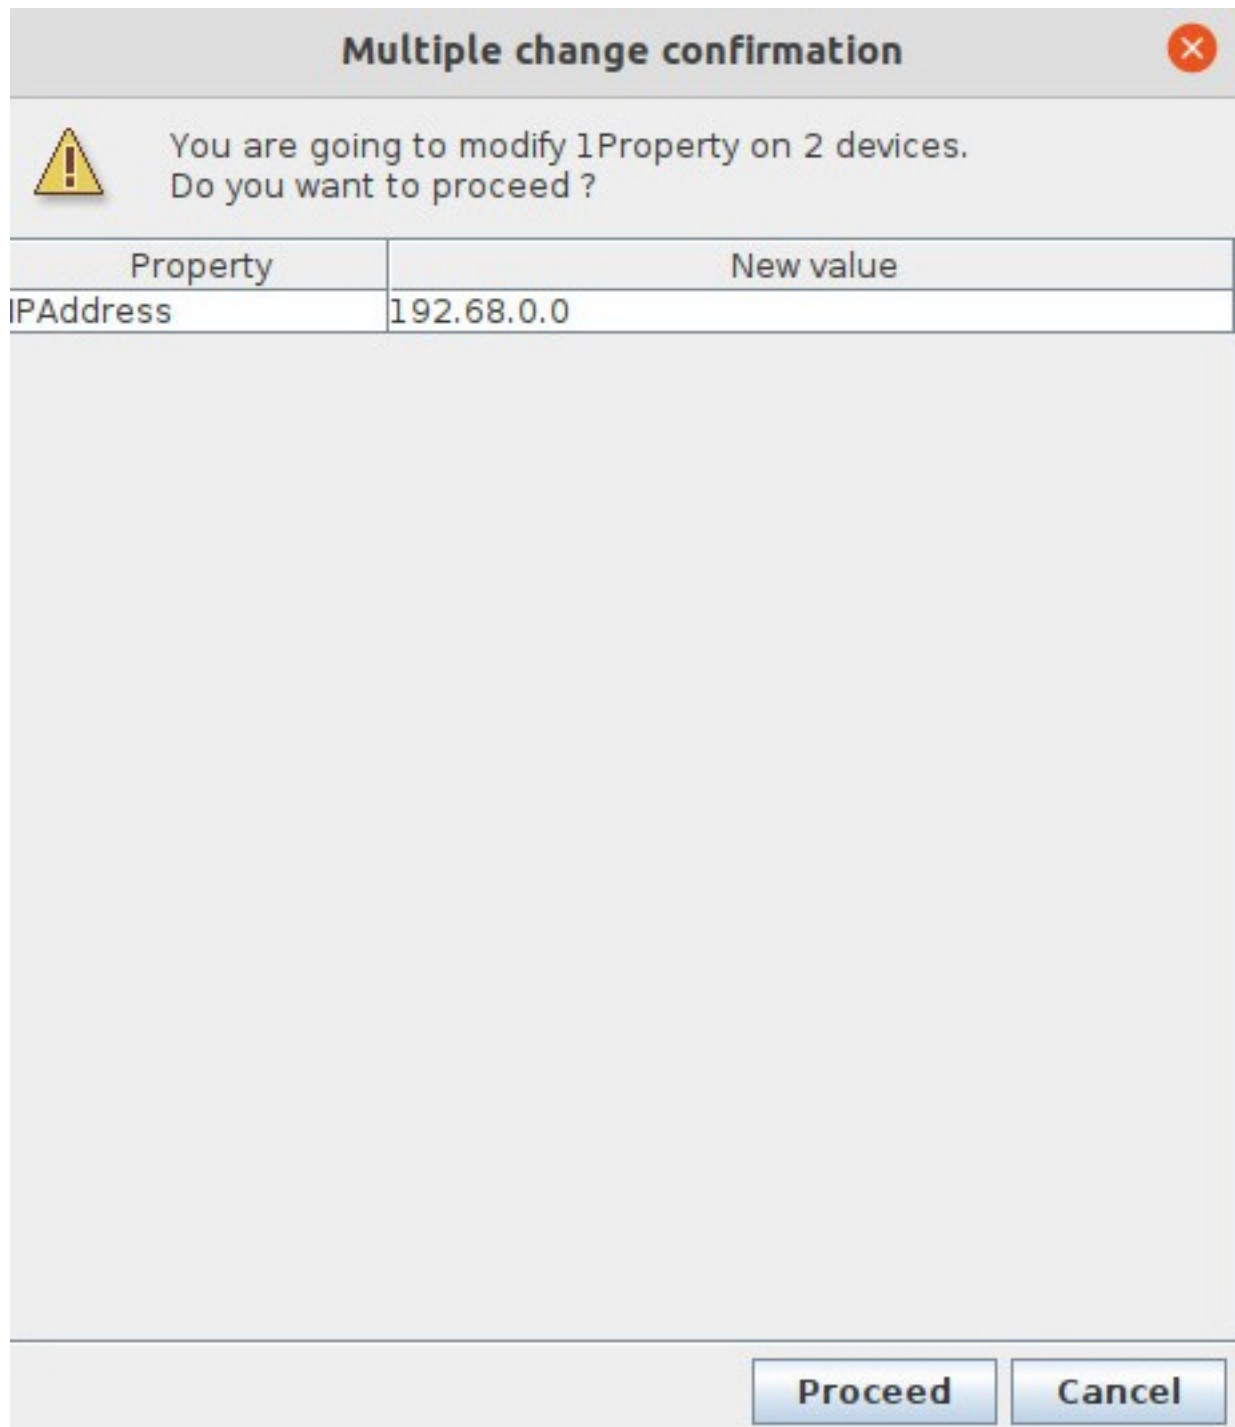 Multiple change confirmation
You are going to modify 1Property on 2 devices.
Do you want to proceed ?
Property New value
IPAddress 192.68.0.0
Proceed Cancel